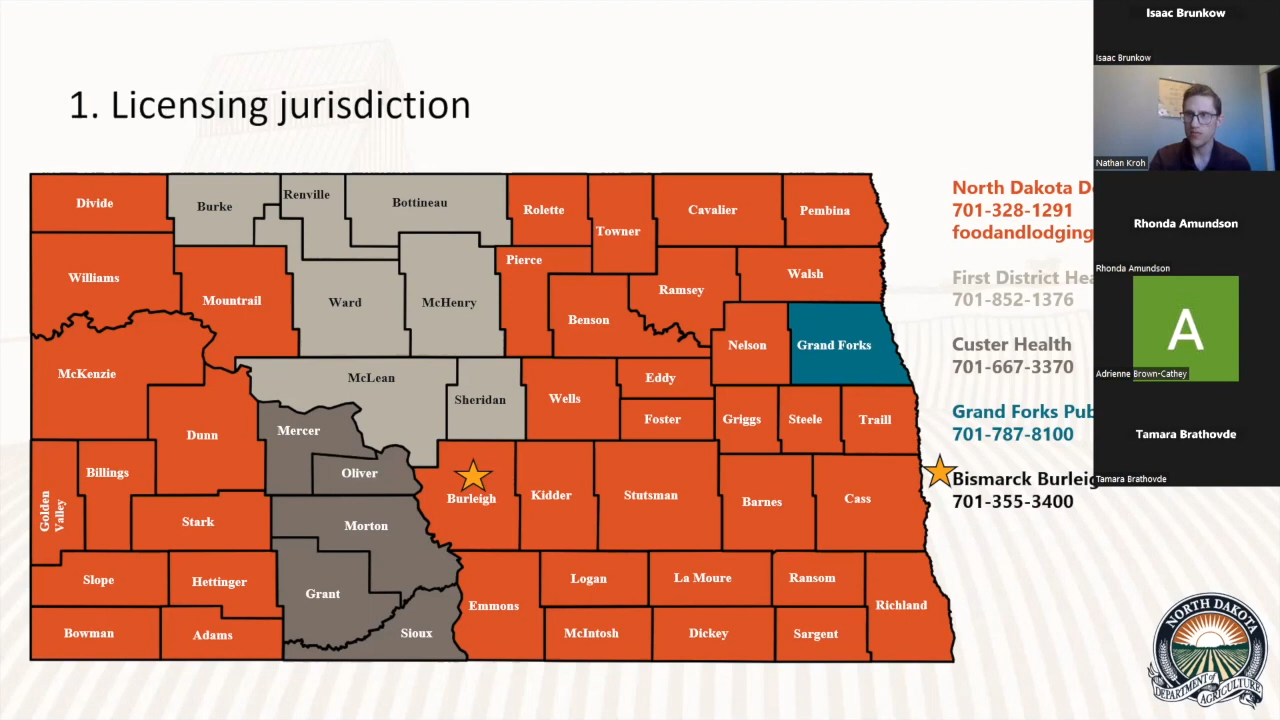 1. Licensing jurisdiction
Divide
Burke
Renville
Bottineau
Rolette
Towner
Cavalier
Pembina
Williams
Mountrail
Ward
McHenry
Pierce
Benson
Ramsey
Walsh
Nelson
Grand Forks
McKenzie
McLean
Sheridan
Wells
Eddy
Foster
Griggs
Steele
Traill
Dunn
Mercer
Oliver
Golden
Valley
Billings
Stark
Morton
Burleigh
Kidder
Stutsman
Barnes
Cass
Slope
Hettinger
Grant
Emmons
Logan
La Moure
Ransom
Richland
Bowman
Adams
Sioux
McIntosh
Dickey
Sargent
North Dakota D
701-328-1291
foodandlodging
First District Hea
701-852-1376
Custer Health
701-667-3370
Grand Forks Pub
701-787-8100
Bismarck Burleig
701-355-3400
Isaac Brunkow
Isaac Brunkow
Nathan Kroh
Rhonda Amundson
Rhonda Amundson
A
Adrienne Brown-Cathey
Tamara Brathovde
Tamara Brathovde
NORTH DAKOTA
DEPARTMENT of
AGRICULTURE